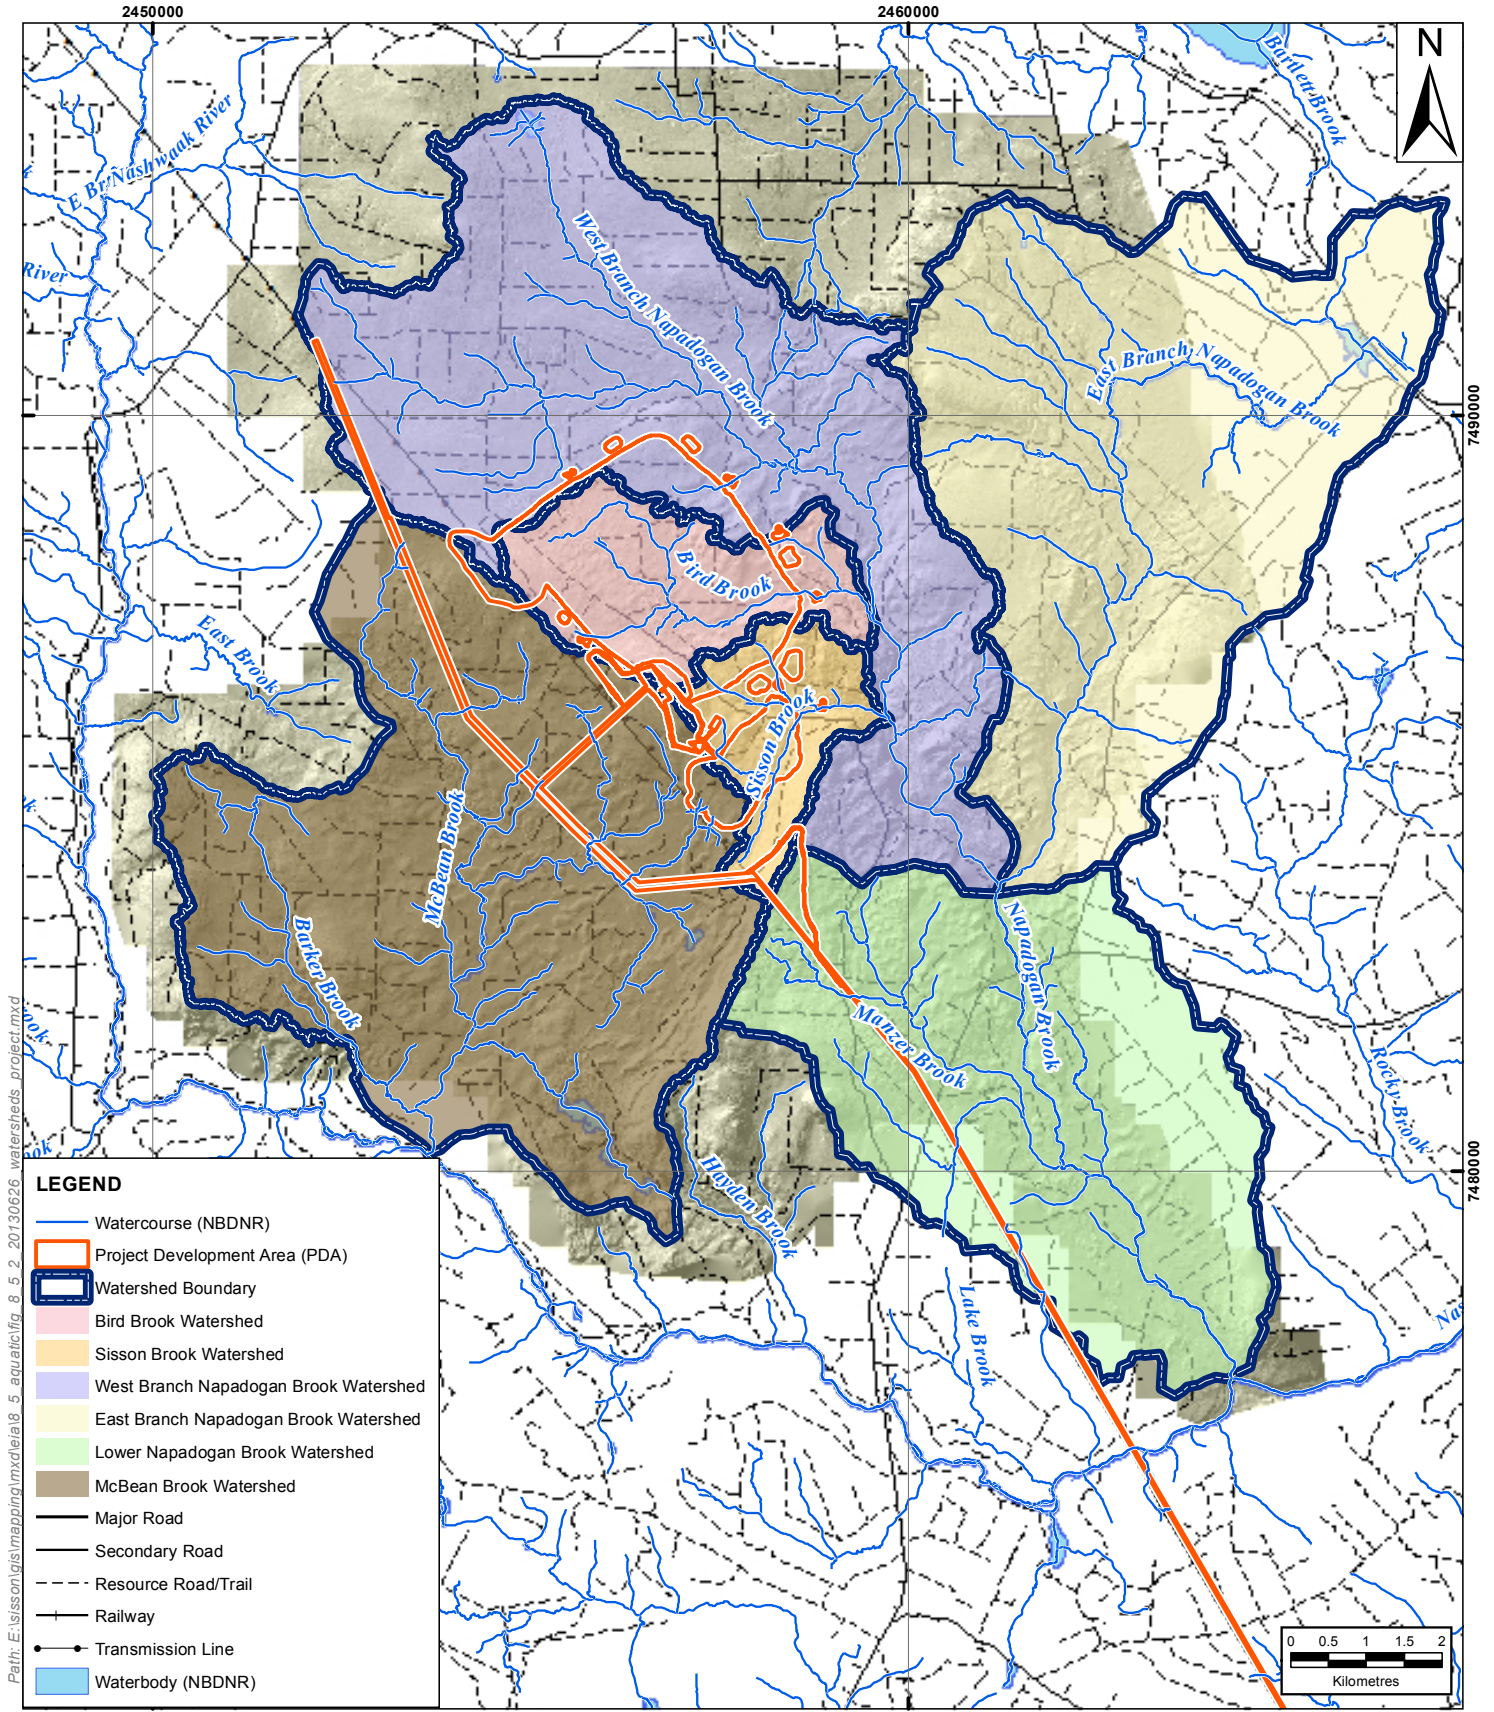 2450000
2460000
N
Bartlett Brook
E Br Nashwaak River
River
West Branch Napadogan Brook
East Branch Napadogan Brook
7490000
Bird Brook
East Brook
Sisson Brook
McBean Brook
Barker Brook
Napadogan Brook
Manzer Brook
Rocky Brook
Hayden Brook
7480000
Lake Brook
ook
ook
Nas
LEGEND
Watercourse (NBDNR)
Project Development Area (PDA)
Watershed Boundary
Bird Brook Watershed
Sisson Brook Watershed
West Branch Napadogan Brook Watershed
East Branch Napadogan Brook Watershed
Lower Napadogan Brook Watershed
McBean Brook Watershed
Major Road
Secondary Road
Resource Road/Trail
Railway
Transmission Line
Waterbody (NBDNR)
0 0.5 1 1.5 2
Kilometres
Path: E:\sisson\gis\mapping\mxd\eia\8_5_aquatic\fig_8_5_2_20130626_watersheds_project.mxd